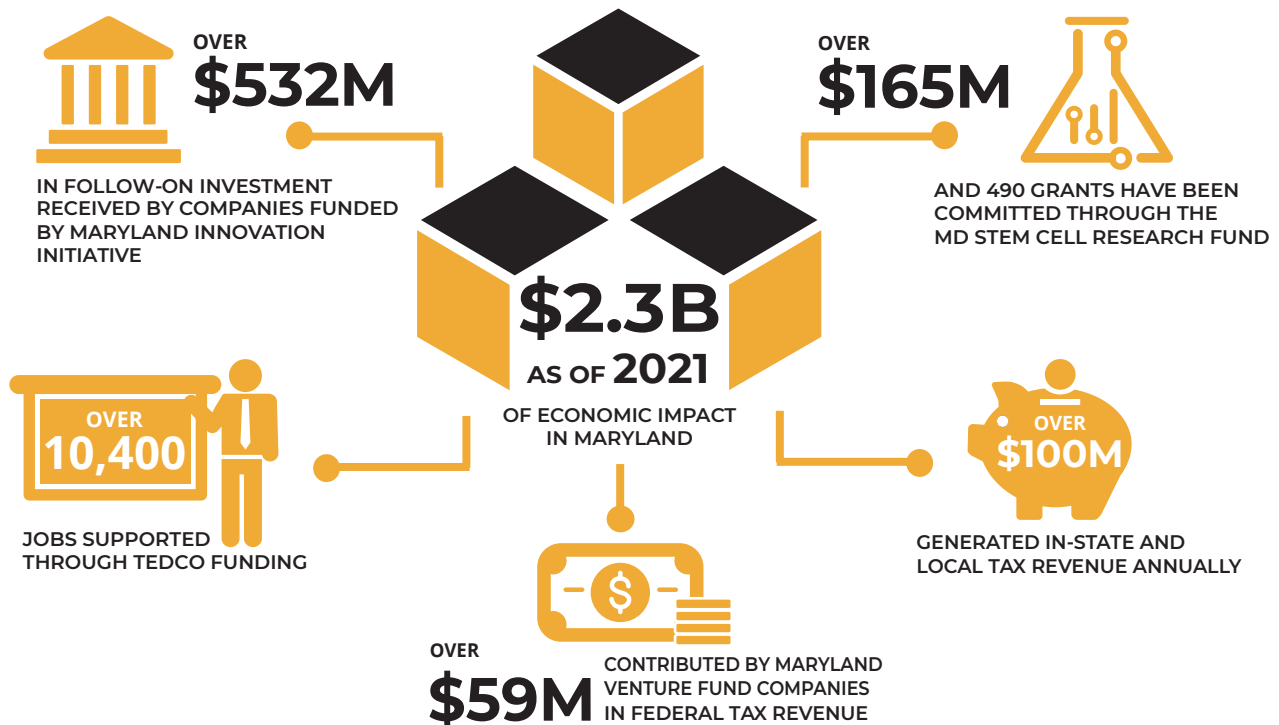 OVER
$532M
IN FOLLOW-ON INVESTMENT
RECEIVED BY COMPANIES FUNDED
BY MARYLAND INNOVATION
INITIATIVE
OVER
$165M
AND 490 GRANTS HAVE BEEN
COMMITTED THROUGH THE
MD STEM CELL RESEARCH FUND
$2.3B
AS OF 2021
OF ECONOMIC IMPACT
IN MARYLAND
OVER
10,400
JOBS SUPPORTED
THROUGH TEDCO FUNDING
OVER
$100M
GENERATED IN-STATE AND
LOCAL TAX REVENUE ANNUALLY
$
OVER
$59M
CONTRIBUTED BY MARYLAND
VENTURE FUND COMPANIES
IN FEDERAL TAX REVENUE